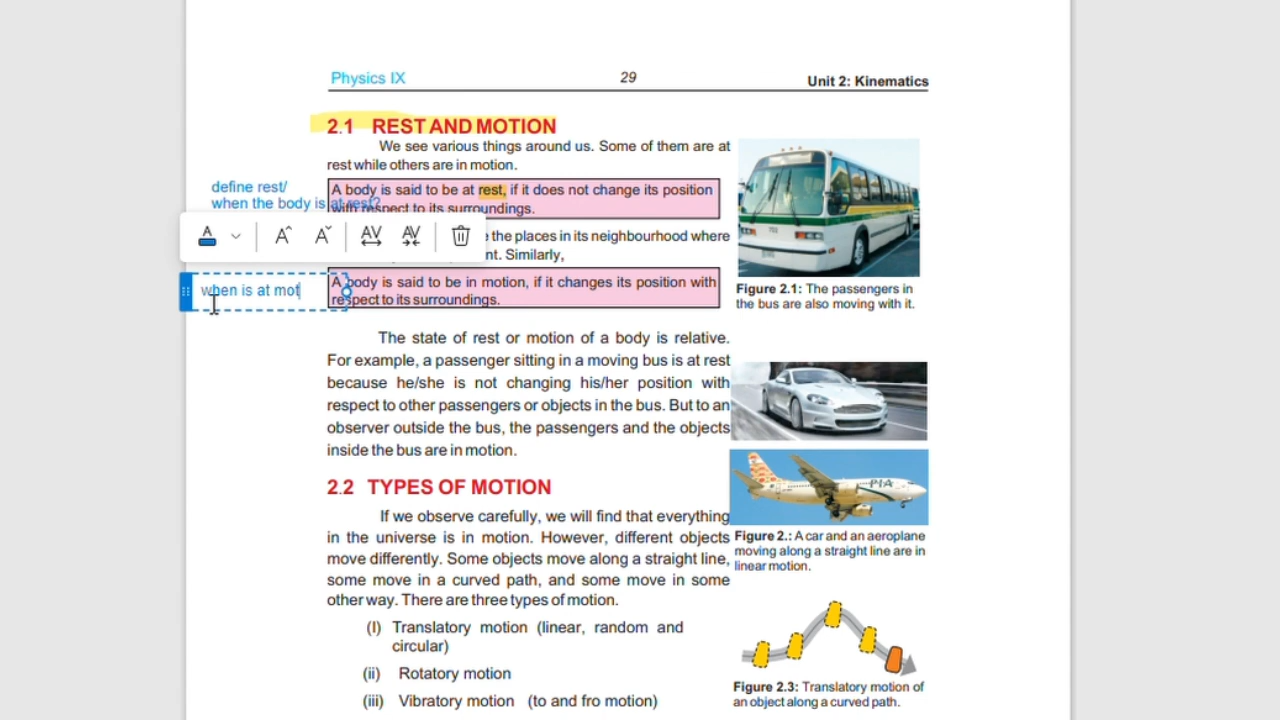 Physics IX
29
Unit 2: Kinematics
2.1 REST AND MOTION
We see various things around us. Some of them are at
rest while others are in motion.
define rest/
when the body is at rest?
A body is said to be at rest, if it does not change its position
with respect to its surroundings.
the places in its neighbourhood where
Similarly,
when is at mot
A body is said to be in motion, if it changes its position with
respect to its surroundings.
Figure 2.1: The passengers in
the bus are also moving with it.
The state of rest or motion of a body is relative.
For example, a passenger sitting in a moving bus is at rest
because he/she is not changing his/her position with
respect to other passengers or objects in the bus. But to an
observer outside the bus, the passengers and the objects
inside the bus are in motion.
PIA
2.2 TYPES OF MOTION
If we observe carefully, we will find that everything
in the universe is in motion. However, different objects
move differently. Some objects move along a straight line,
some move in a curved path, and some move in some
other way. There are three types of motion.
Figure 2.: A car and an aeroplane
moving along a straight line are in
linear motion.
(I) Translatory motion (linear, random and
circular)
(ii) Rotatory motion
(iii) Vibratory motion (to and fro motion)
Figure 2.3: Translatory motion of
an object along a curved path.